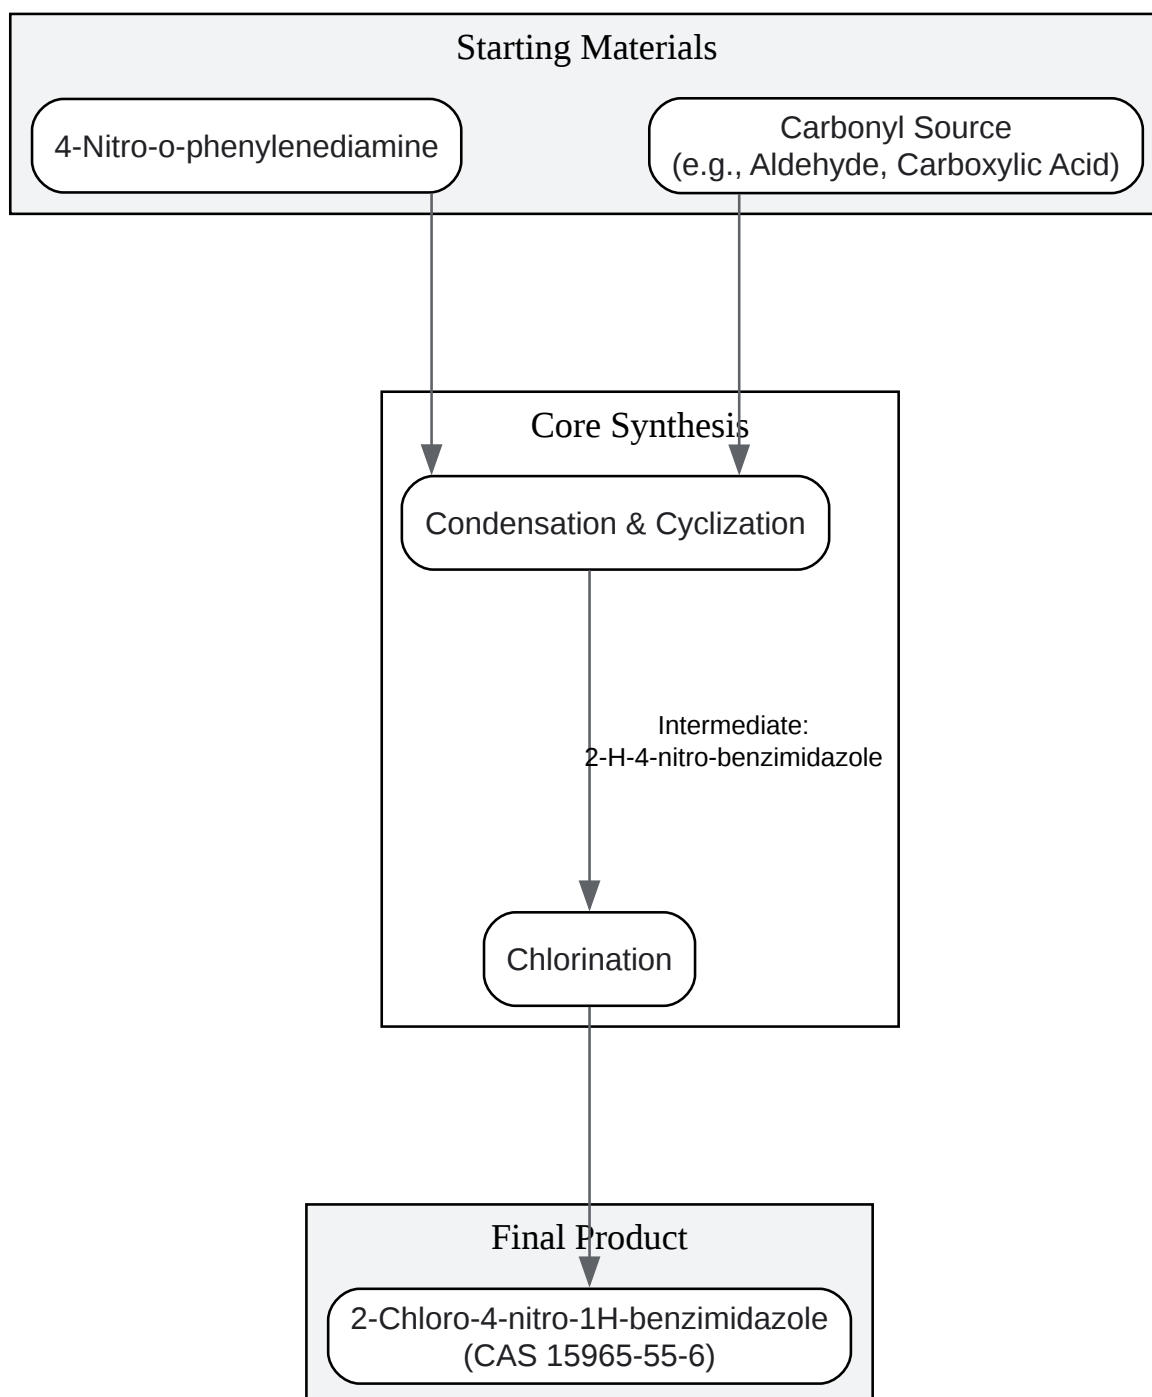 Starting Materials
4-Nitro-o-phenylenediamine
Carbonyl Source
(e.g., Aldehyde, Carboxylic Acid)
Core Synthesis
Condensation & Cyclization
Intermediate:
2-H-4-nitro-benzimidazole
Chlorination
Final Product
2-Chloro-4-nitro-1H-benzimidazole
(CAS 15965-55-6)